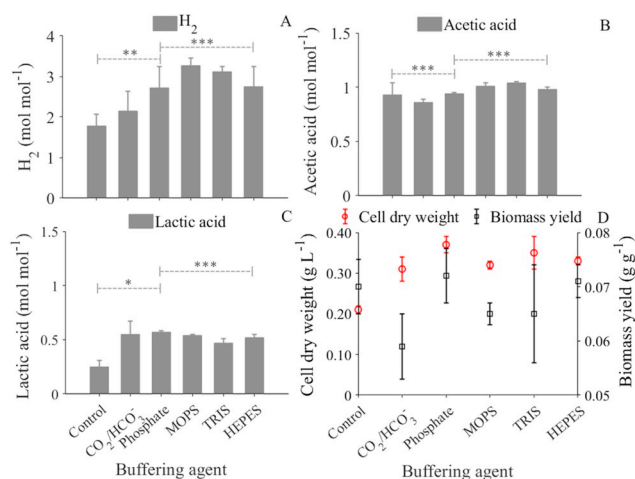 H₂ A
** ***
H₂ (mol mol⁻¹)
4
3
2
1
0
Acetic acid B
*** ***
Acetic acid (mol mol⁻¹)
1.5
1
0.5
0
Lactic acid C
* ***
Lactic acid (mol mol⁻¹)
1.5
1
0.5
0
Control
CO₂/HCO₃⁻
Phosphate
MOPS
TRIS
HEPES
Buffering agent
Cell dry weight Biomass yield D
Cell dry weight (g L⁻¹)
0.40
0.30
0.20
0.12
0
Biomass yield (g g⁻¹)
0.08
0.07
0.06
0.05
Control
CO₂/HCO₃⁻
Phosphate
MOPS
TRIS
HEPES
Buffering agent